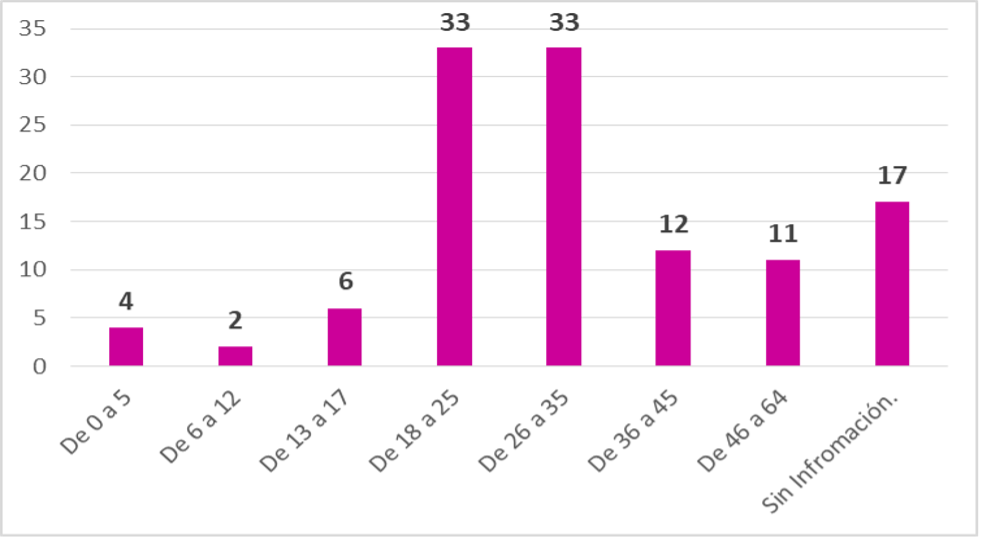 35
30
25
20
15
10
5
0
4
2
6
33
33
12
11
17
De 0 a 5
De 6 a 12
De 13 a 17
De 18 a 25
De 26 a 35
De 36 a 45
De 46 a 64
Sin Infromación.